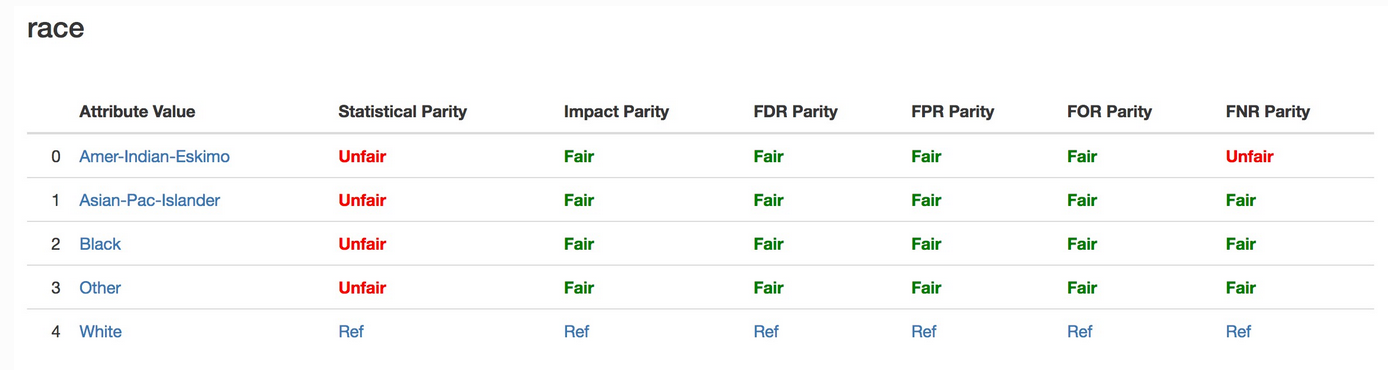 race
Attribute Value Statistical Parity Impact Parity FDR Parity FPR Parity FOR Parity FNR Parity
0 Amer-Indian-Eskimo Unfair Fair Fair Fair Fair Unfair
1 Asian-Pac-Islander Unfair Fair Fair Fair Fair Fair
2 Black Unfair Fair Fair Fair Fair Fair
3 Other Unfair Fair Fair Fair Fair Fair
4 White Ref Ref Ref Ref Ref Ref